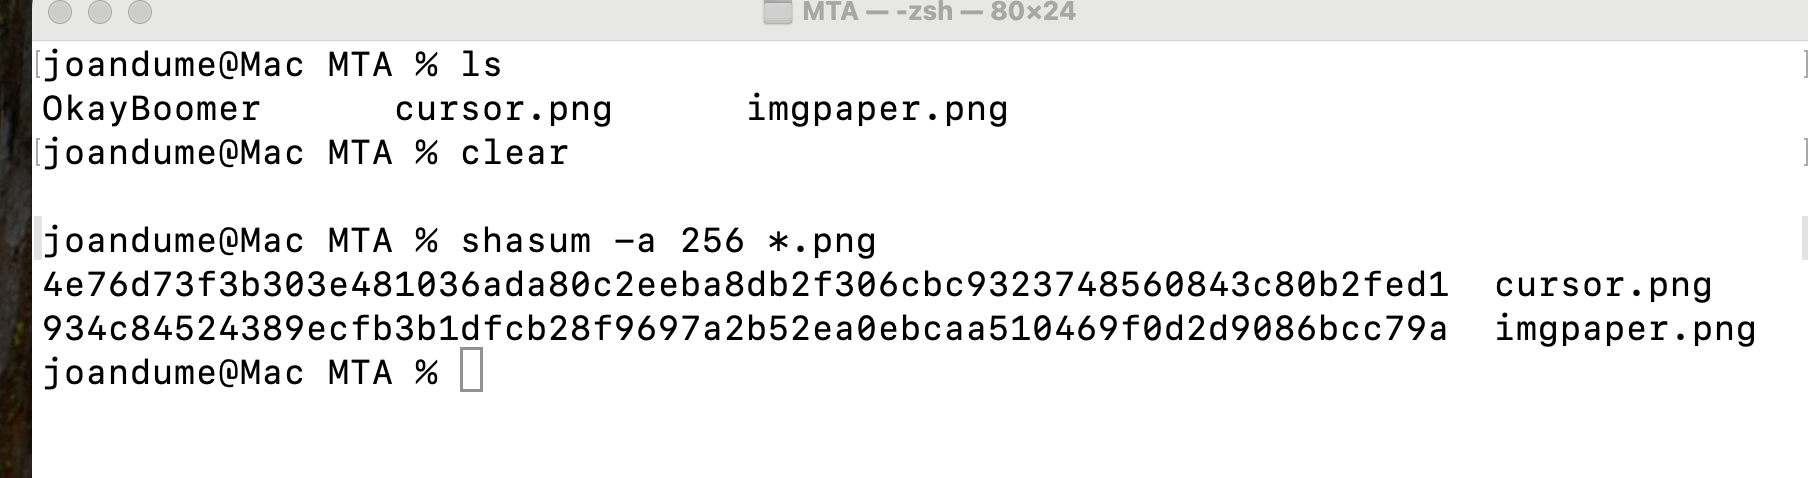 MTA — -zsh — 80×24
joandume@Mac MTA % ls
OkayBoomer      cursor.png      imgpaper.png
joandume@Mac MTA % clear
joandume@Mac MTA % shasum -a 256 *.png
4e76d73f3b303e481036ada80c2eeba8db2f306cbc9323748560843c80b2fed1  cursor.png
934c84524389ecfb3b1dfcb28f9697a2b52ea0ebcaa510469f0d2d9086bcc79a  imgpaper.png
joandume@Mac MTA %